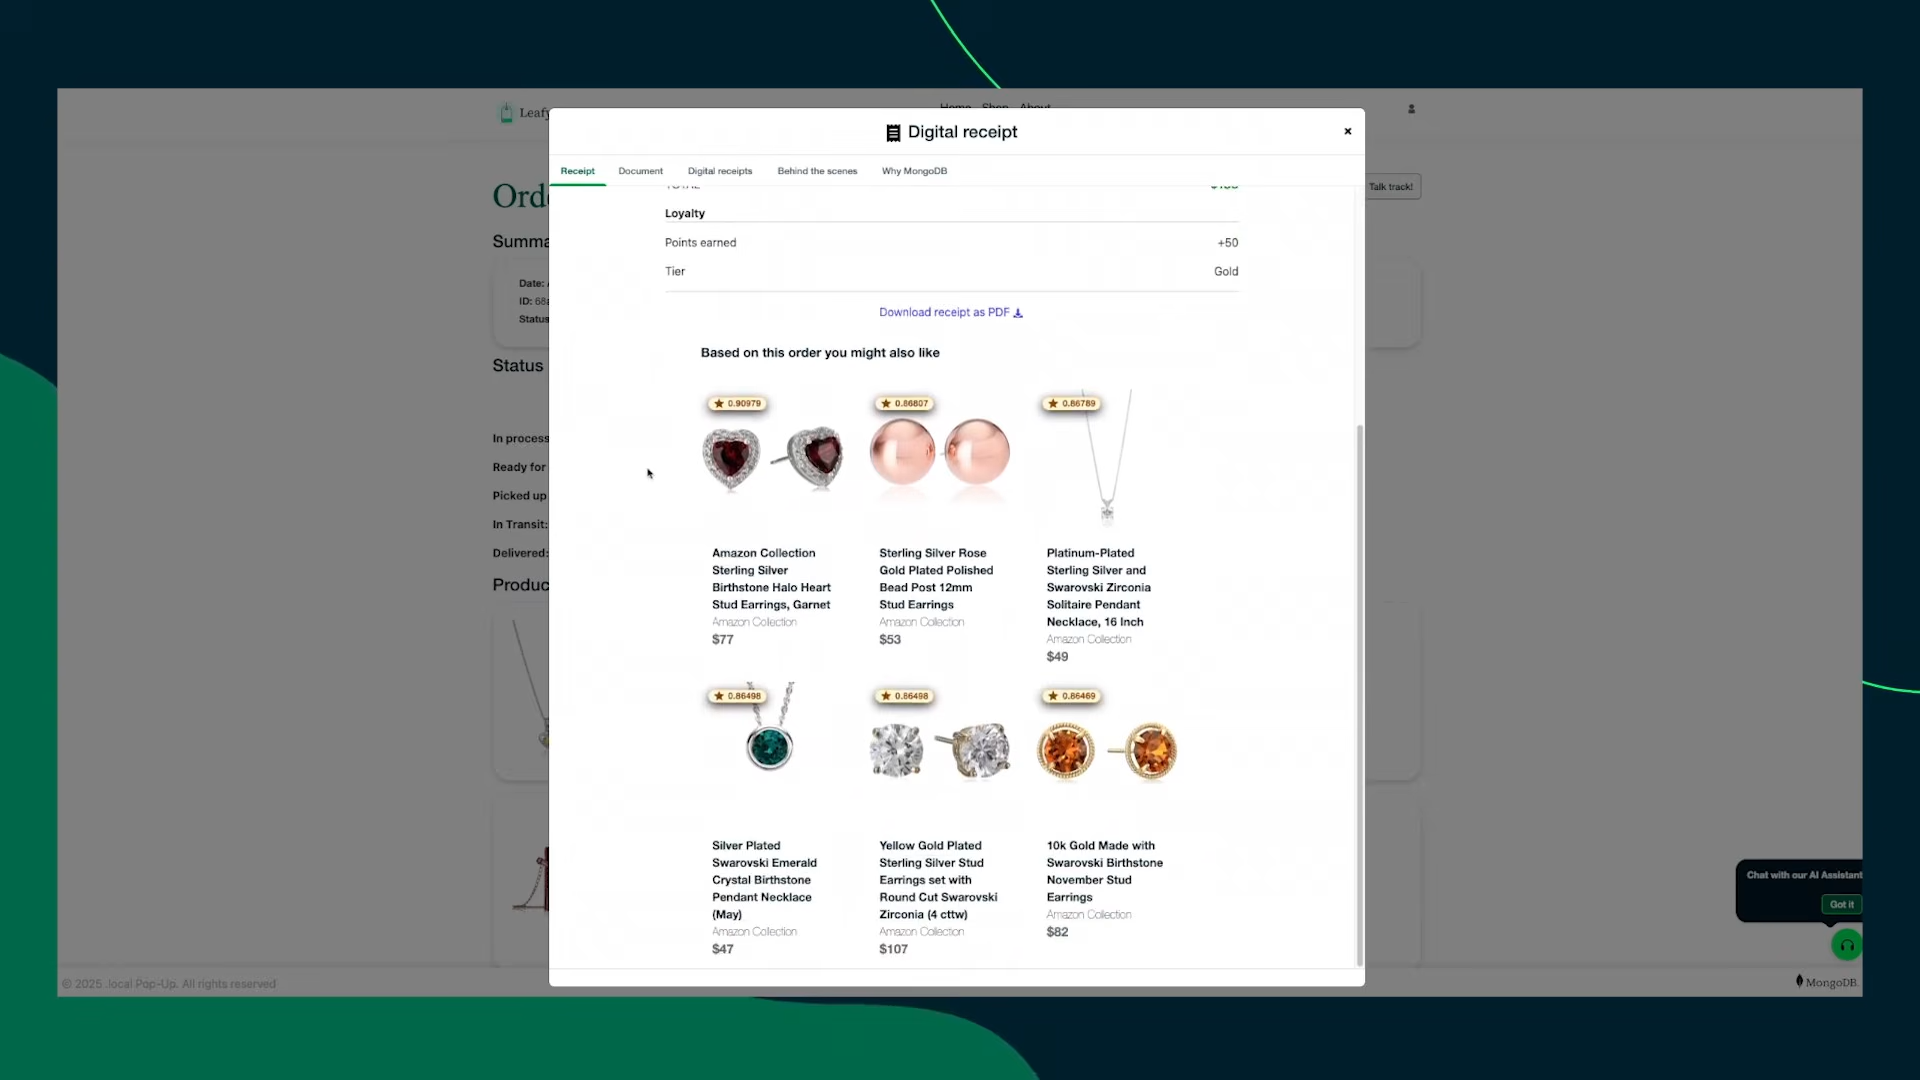 Leafy
Home Shop About
Digital receipt
×
Receipt Document Digital receipts Behind the scenes Why MongoDB
Talk track!
TOTAL
Loyalty
Points earned +50
Tier Gold
Download receipt as PDF
Based on this order you might also like
Summa
Date:
ID: 68
Status
Status
In process
Ready for
Picked up
In Transit:
Delivered:
Produc
0.90979
Amazon Collection
Sterling Silver
Birthstone Halo Heart
Stud Earrings, Garnet
Amazon Collection
$77
0.86807
Sterling Silver Rose
Gold Plated Polished
Bead Post 12mm
Stud Earrings
Amazon Collection
$53
0.86789
Platinum-Plated
Sterling Silver and
Swarovski Zirconia
Solitaire Pendant
Necklace, 16 Inch
Amazon Collection
$49
0.86498
Silver Plated
Swarovski Emerald
Crystal Birthstone
Pendant Necklace
(May)
Amazon Collection
$47
0.86498
Yellow Gold Plated
Sterling Silver Stud
Earrings set with
Round Cut Swarovski
Zirconia (4 cttw)
Amazon Collection
$107
0.86469
10k Gold Made with
Swarovski Birthstone
November Stud
Earrings
Amazon Collection
$82
Chat with our AI Assistant
Got it
© 2025 .local Pop-Up. All rights reserved
MongoDB.